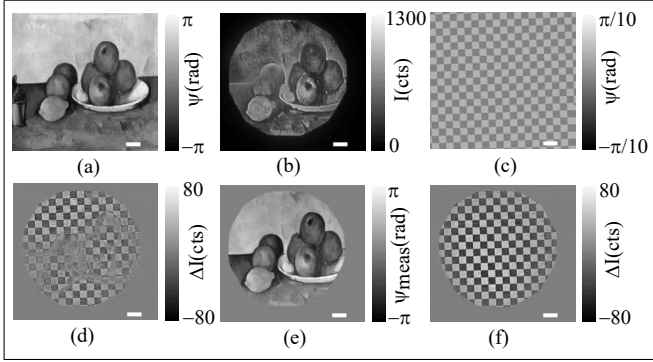 π
ψ(rad)
−π
(a)
1300
I(cts)
0
(b)
π/10
ψ(rad)
−π/10
(c)
80
ΔI(cts)
−80
(d)
π
ψmeas(rad)
−π
(e)
80
ΔI(cts)
−80
(f)